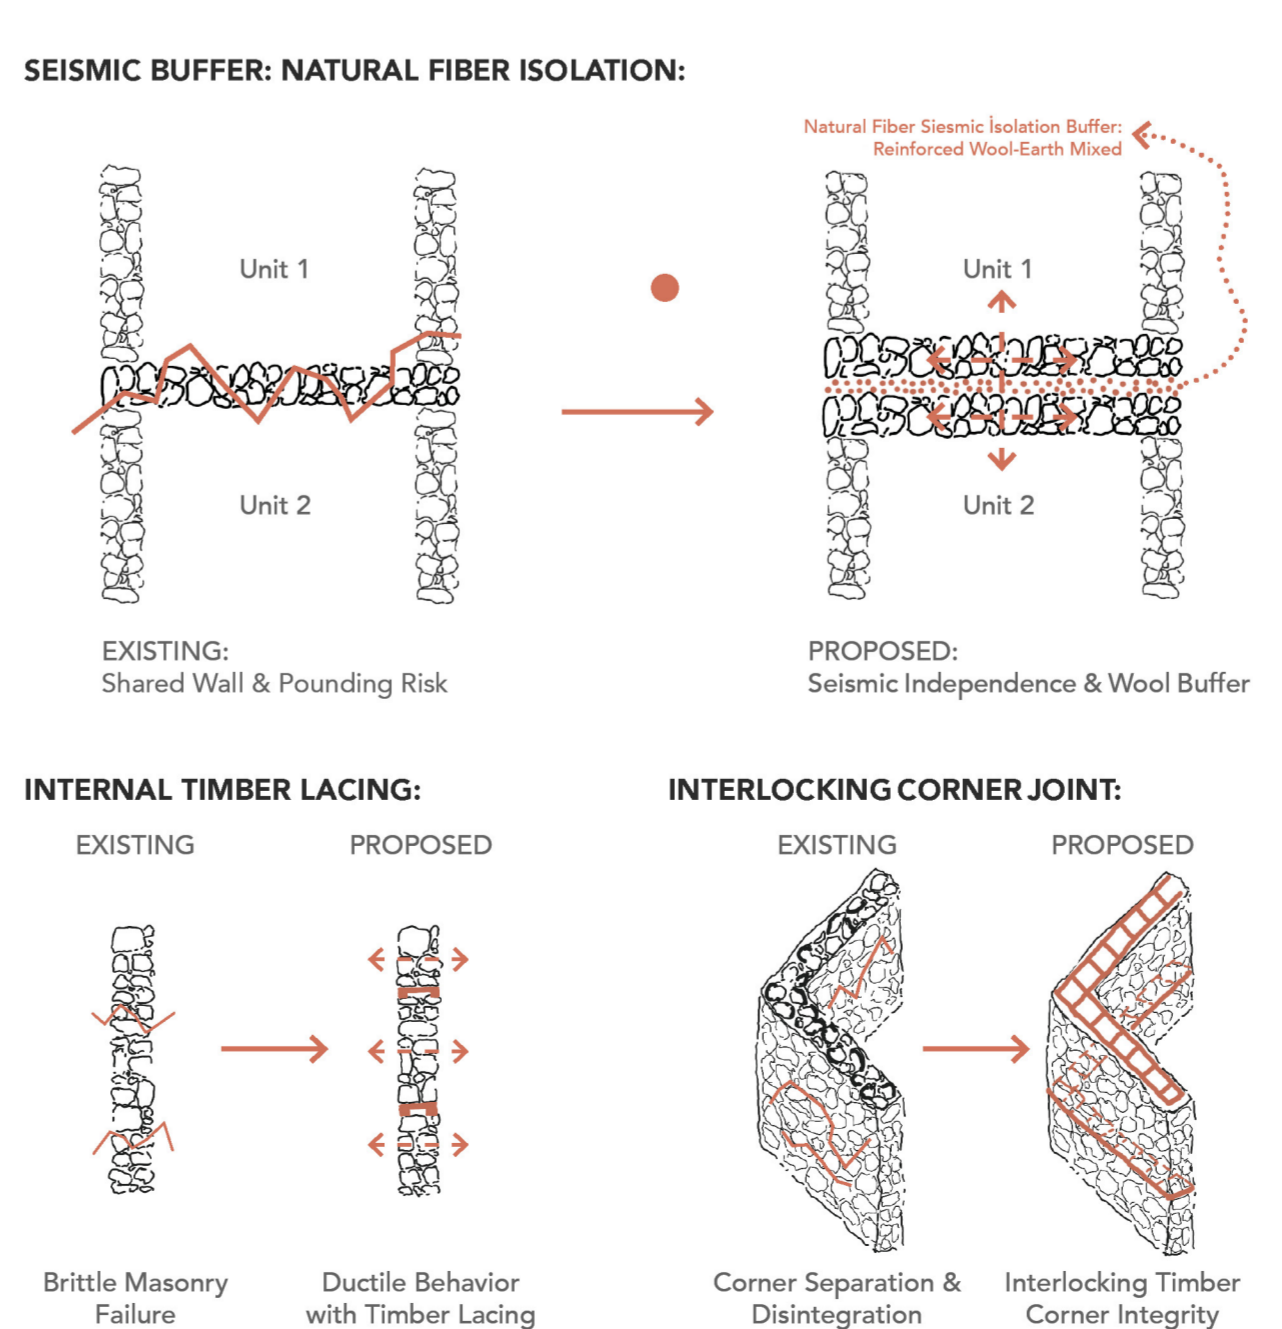 SEISMIC BUFFER: NATURAL FIBER ISOLATION:
Natural Fiber Siesmic İsolation Buffer:
Reinforced Wool-Earth Mixed
Unit 1
Unit 2
EXISTING:
Shared Wall & Pounding Risk
Unit 1
Unit 2
PROPOSED:
Seismic Independence & Wool Buffer
INTERNAL TIMBER LACING:
EXISTING
PROPOSED
Brittle Masonry
Failure
Ductile Behavior
with Timber Lacing
INTERLOCKING CORNER JOINT:
EXISTING
PROPOSED
Corner Separation &
Disintegration
Interlocking Timber
Corner Integrity